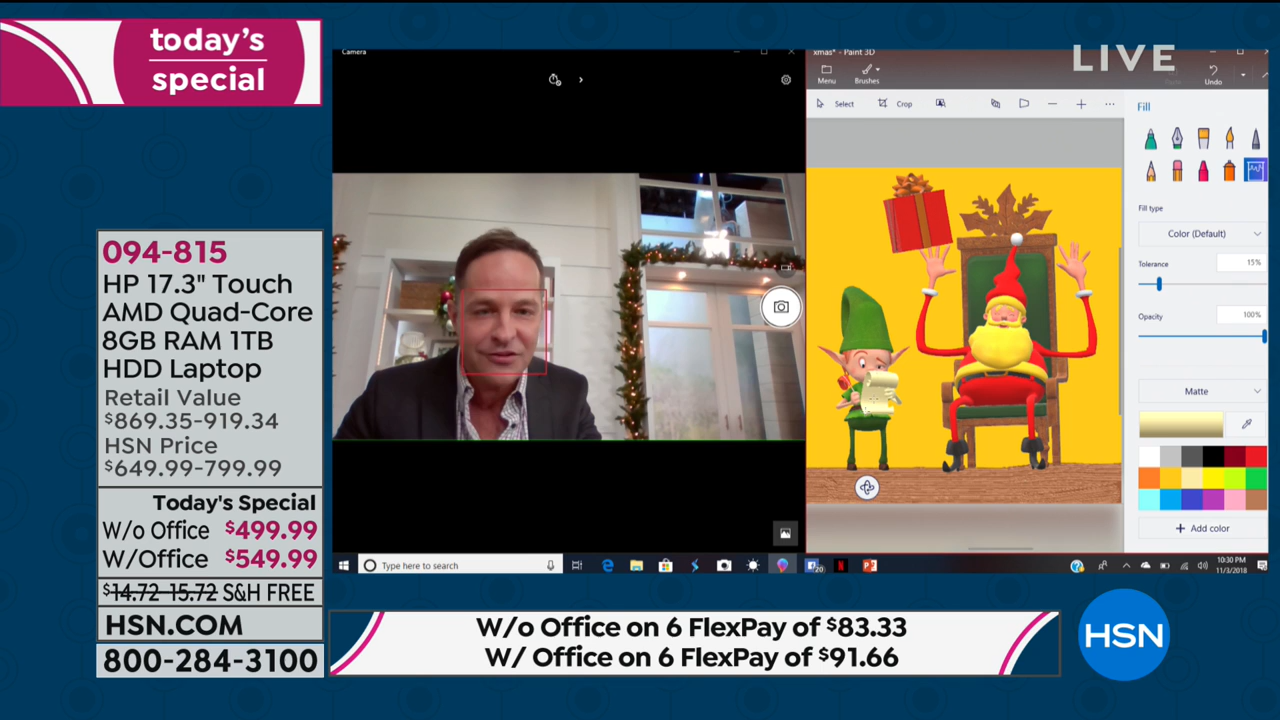 today's
special
094-815
HP 17.3" Touch
AMD Quad-Core
8GB RAM 1TB
HDD Laptop
Retail Value
$869.35-919.34
HSN Price
$649.99-799.99
Today's Special
W/o Office $499.99
W/Office $549.99
$14.72-15.72 S&H FREE
HSN.COM
800-284-3100
Camera
xmas* - Paint 3D
LIVE
Menu
Brushes
Undo
Select
Crop
Fill
Fill type
Color (Default)
Tolerance
15%
Opacity
100%
Matte
+ Add color
Type here to search
20
10:30 PM
11/3/2018
W/o Office on 6 FlexPay of $83.33
W/ Office on 6 FlexPay of $91.66
HSN